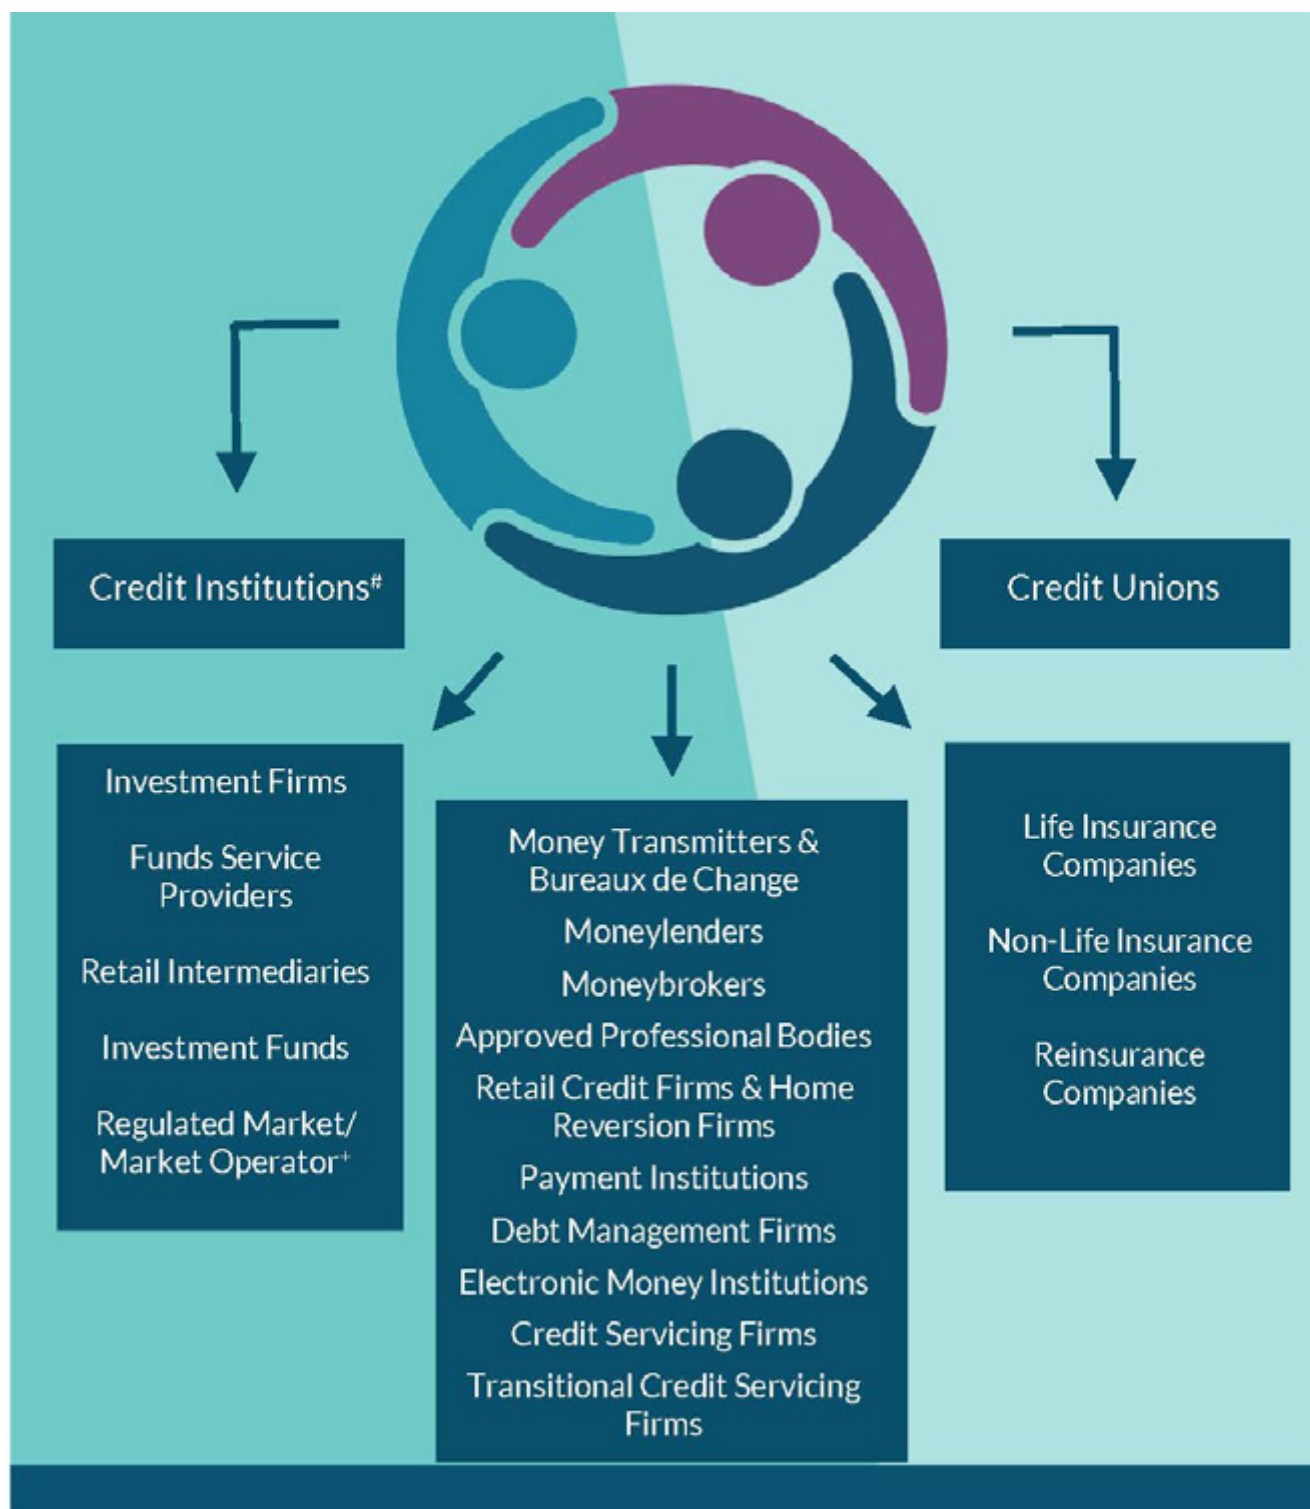 Credit Institutions#
Credit Unions
Investment Firms
Funds Service
Providers
Retail Intermediaries
Investment Funds
Regulated Market/
Market Operator+
Money Transmitters &
Bureaux de Change
Moneylenders
Moneybrokers
Approved Professional Bodies
Retail Credit Firms & Home
Reversion Firms
Payment Institutions
Debt Management Firms
Electronic Money Institutions
Credit Servicing Firms
Transitional Credit Servicing
Firms
Life Insurance
Companies
Non-Life Insurance
Companies
Reinsurance
Companies